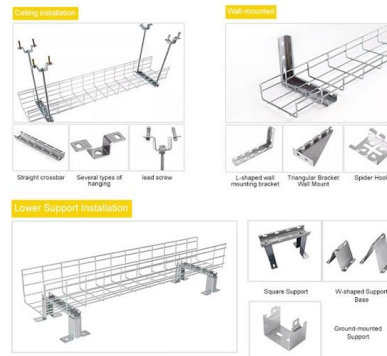 Ceiling installation
Wall-mounted
Straight crossbar
Several types of
hanging
lead screw
L-shaped wall
mounting bracket
Triangular Bracket
Wall Mount
Spider Hook
Lower Support Installation
Square Support
W-shaped Support
Base
Ground-mounted
Support